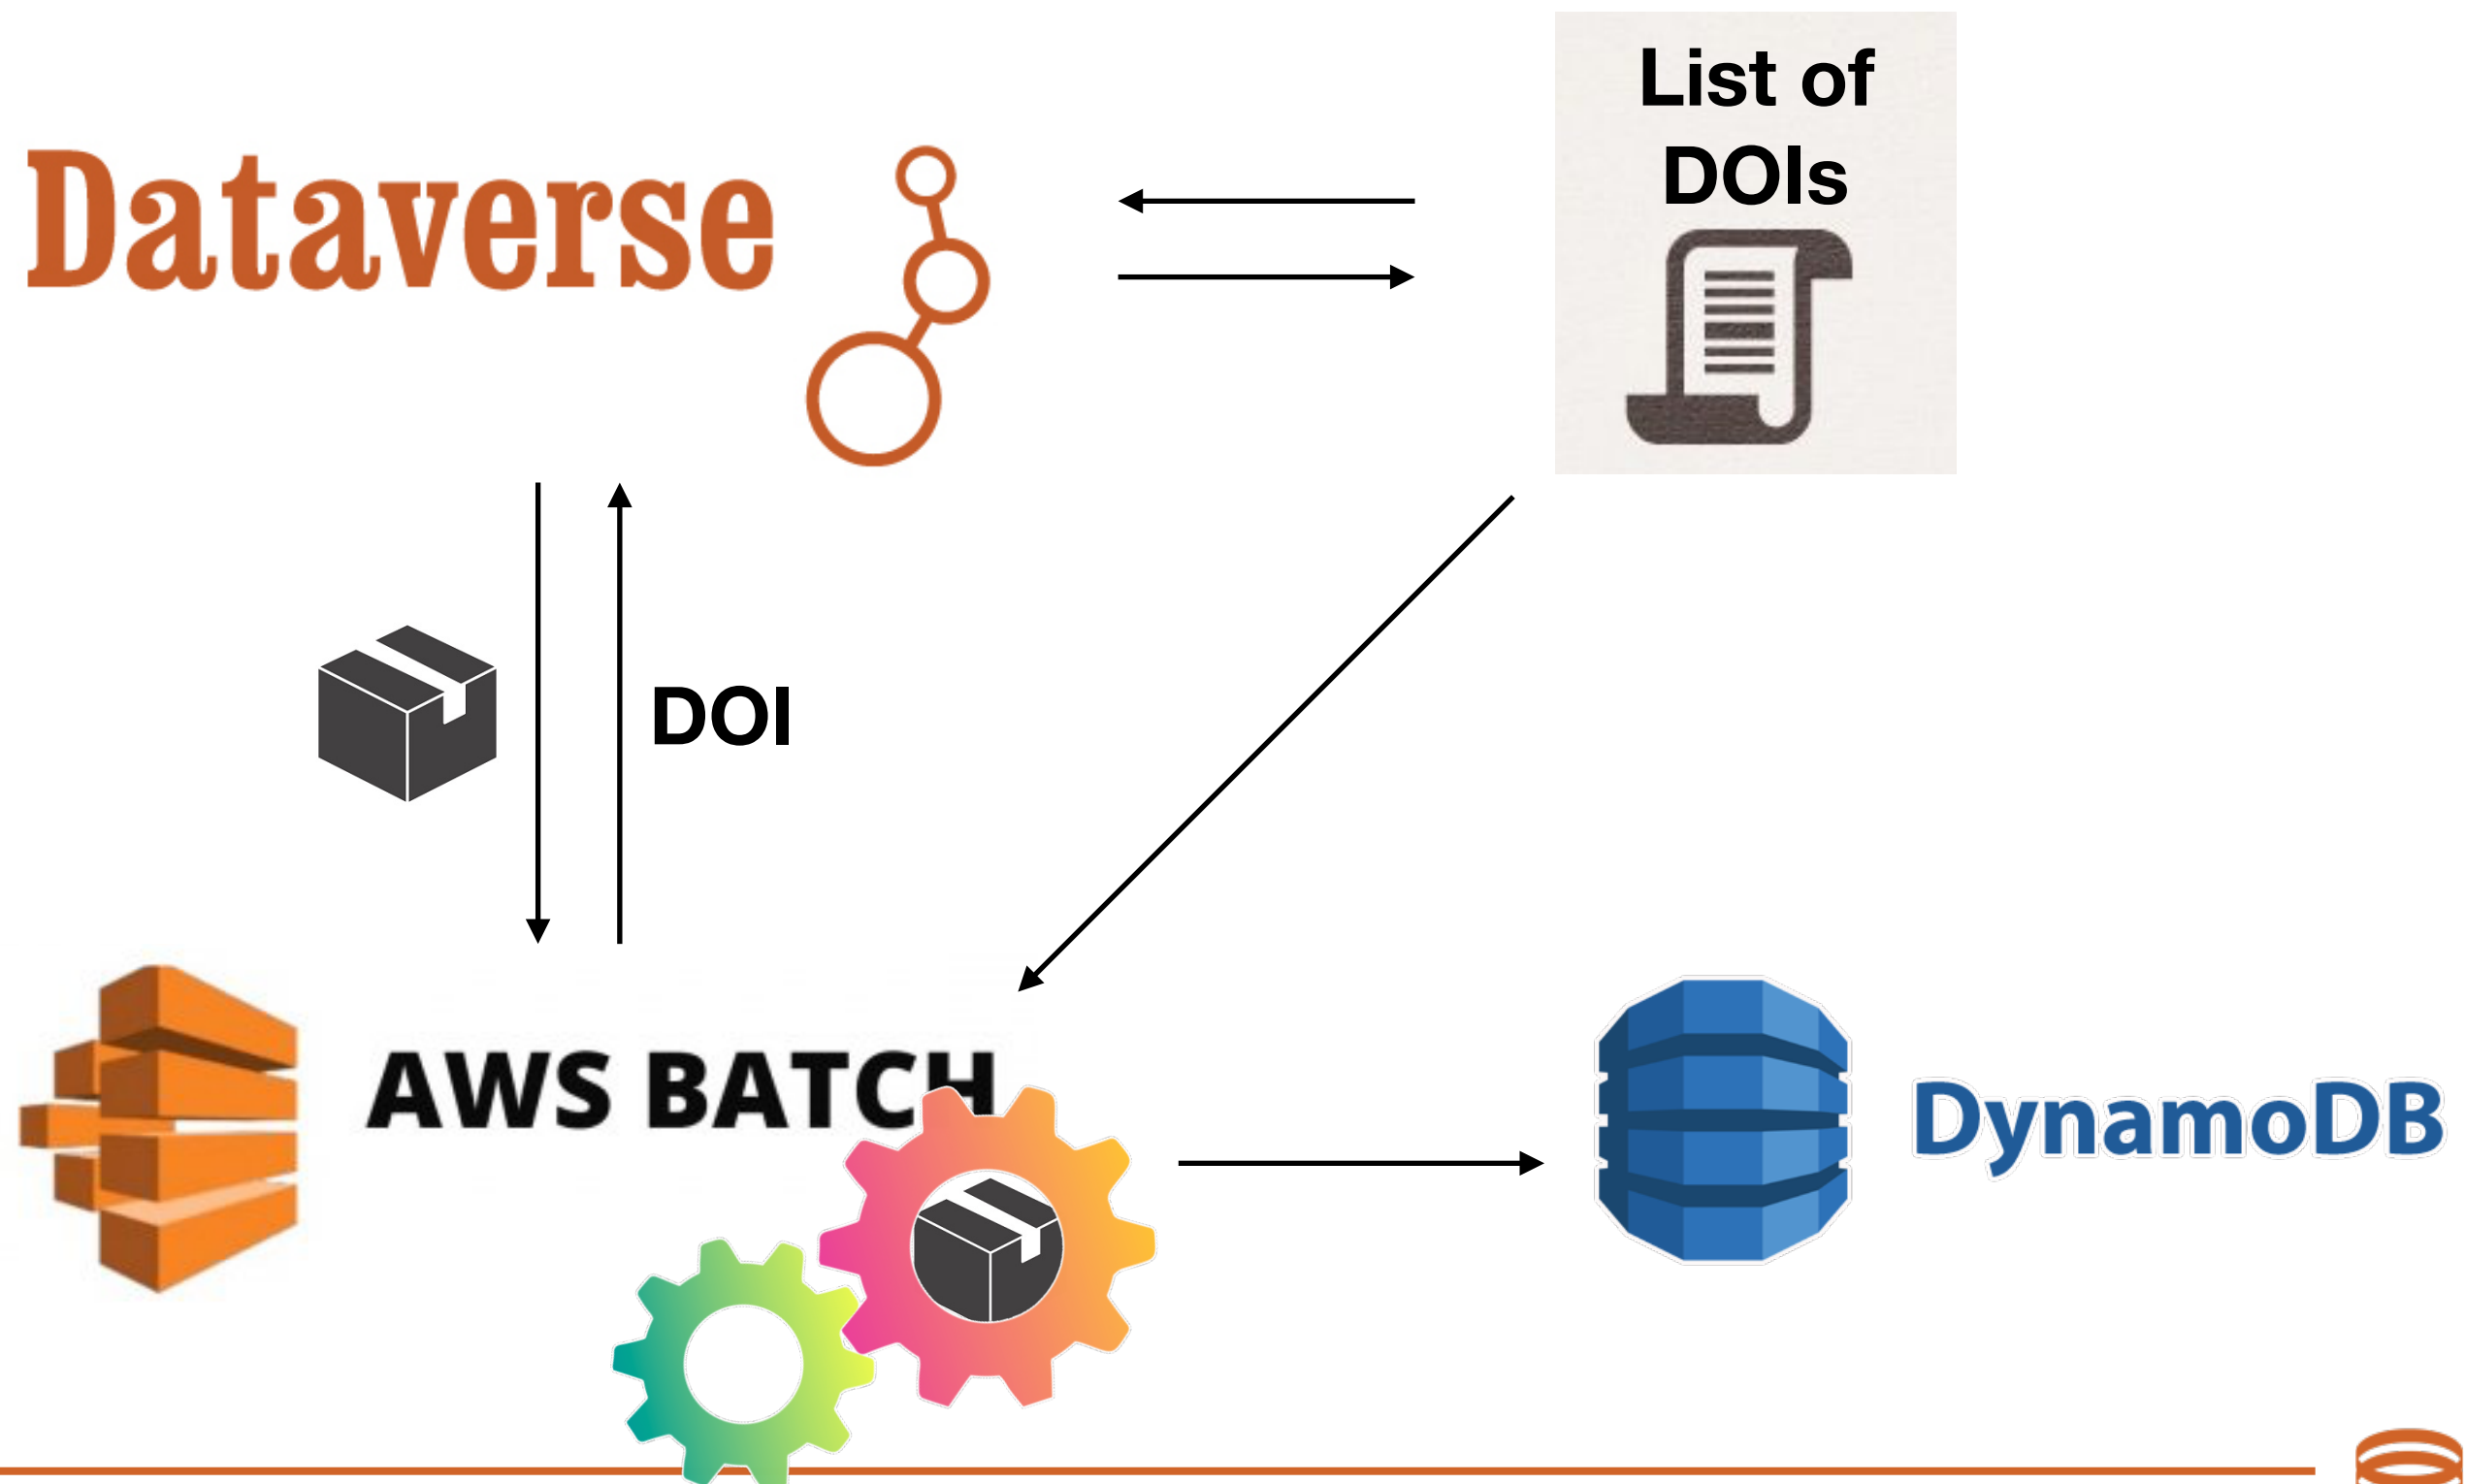 Dataverse
List of
DOIs
DOI
AWS BATCH
DynamoDB